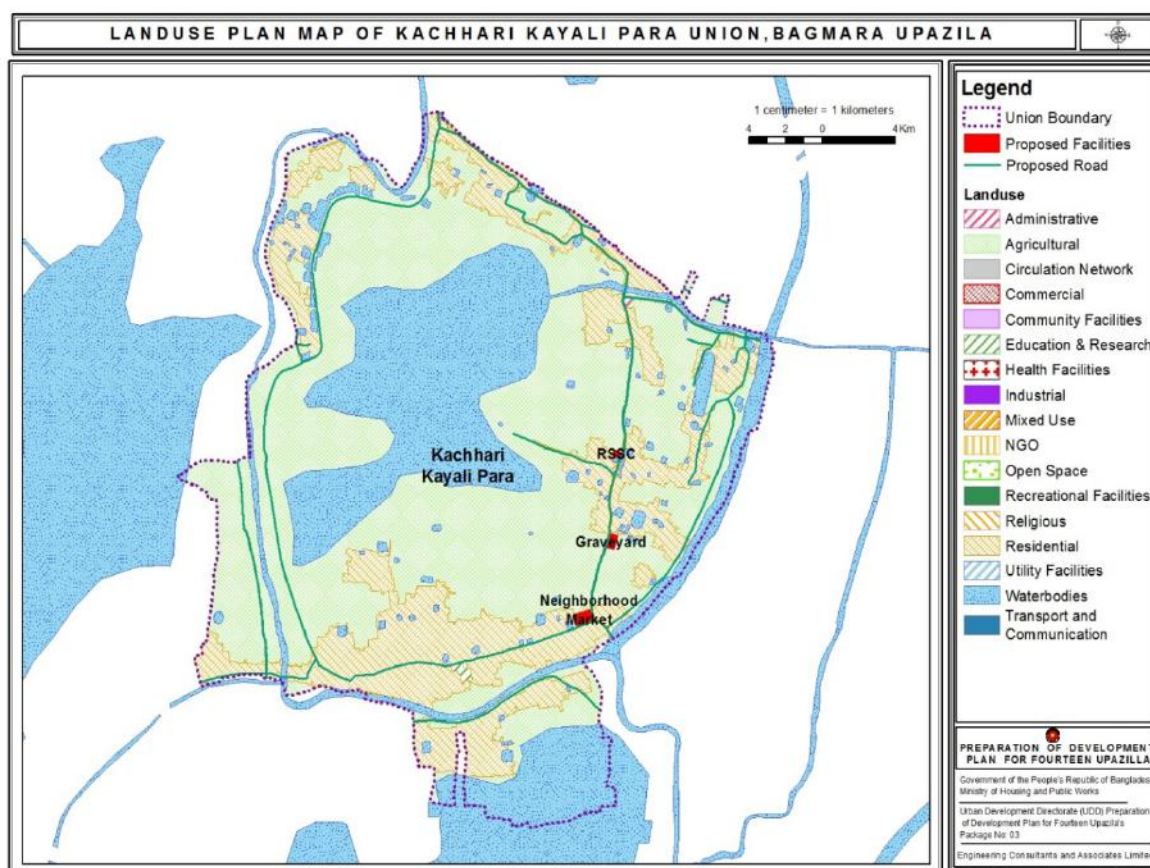 LANDUSE PLAN MAP OF KACHHARI KAYALI PARA UNION,BAGMARA UPAZILA
1 centimeter = 1 kilometers
4 2 0 4 Km
Kachhari
Kayali Para
RSSC
Graveyard
Neighborhood
Market
Legend
Union Boundary
Proposed Facilities
Proposed Road
Landuse
Administrative
Agricultural
Circulation Network
Commercial
Community Facilities
Education & Research
Health Facilities
Industrial
Mixed Use
NGO
Open Space
Recreational Facilities
Religious
Residential
Utility Facilities
Waterbodies
Transport and
Communication
PREPARATION OF DEVELOPMENT
PLAN FOR FOURTEEN UPAZILLA
Government of the People's Republic of Banglades
Ministry of Housing and Public Works
Urban Development Directorate (UDD) Preparation
of Development Plan for Fourteen Upazila's
Package No: 03
Engineering Consultants and Associates Limite